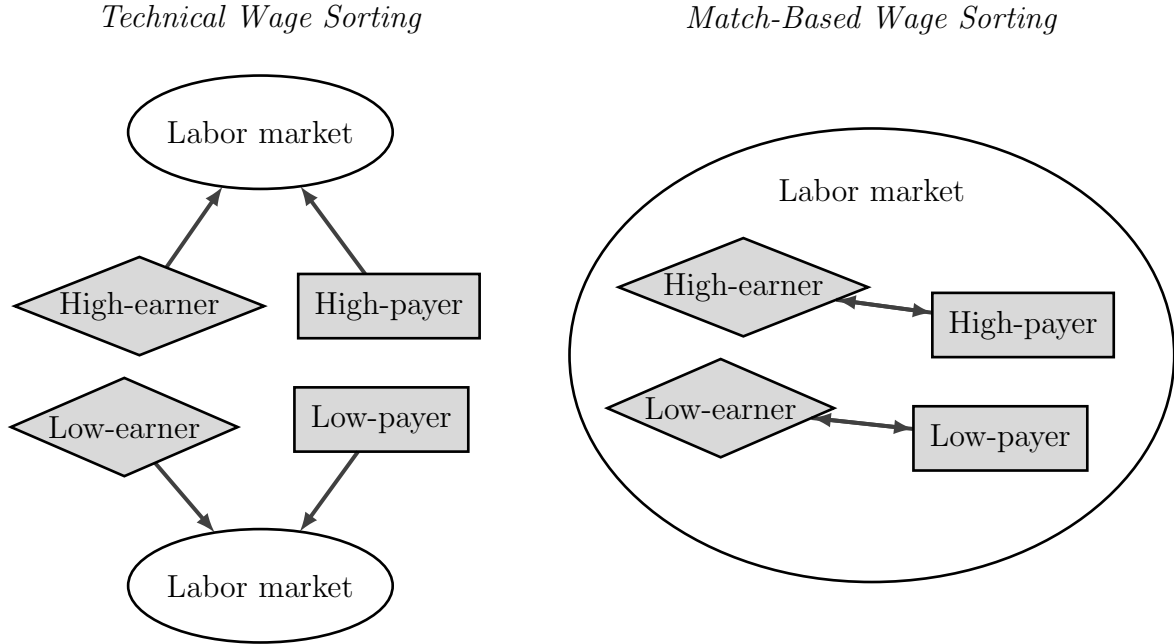 Technical Wage Sorting
Labor market
High-earner
High-payer
Low-earner
Low-payer
Labor market
Match-Based Wage Sorting
Labor market
High-earner
High-payer
Low-earner
Low-payer